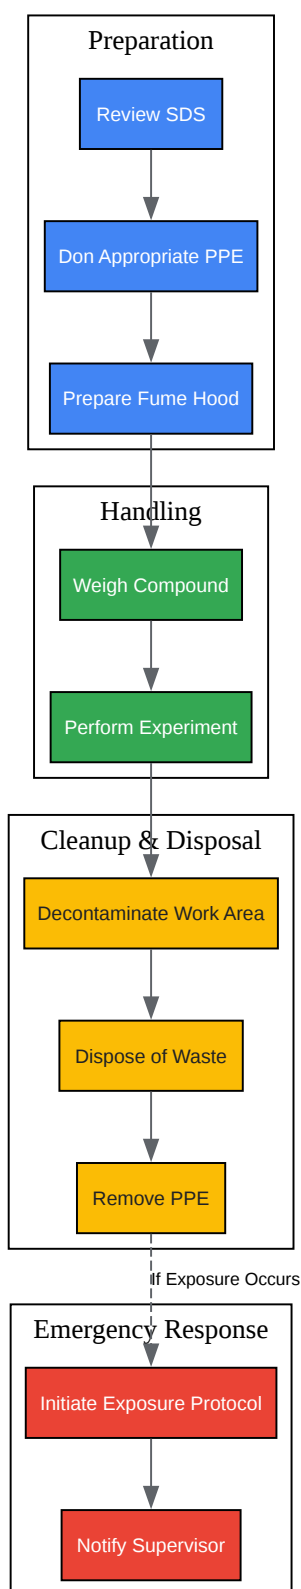 Preparation
Review SDS
Don Appropriate PPE
Prepare Fume Hood
Handling
Weigh Compound
Perform Experiment
Cleanup & Disposal
Decontaminate Work Area
Dispose of Waste
Remove PPE
If Exposure Occurs
Emergency Response
Initiate Exposure Protocol
Notify Supervisor